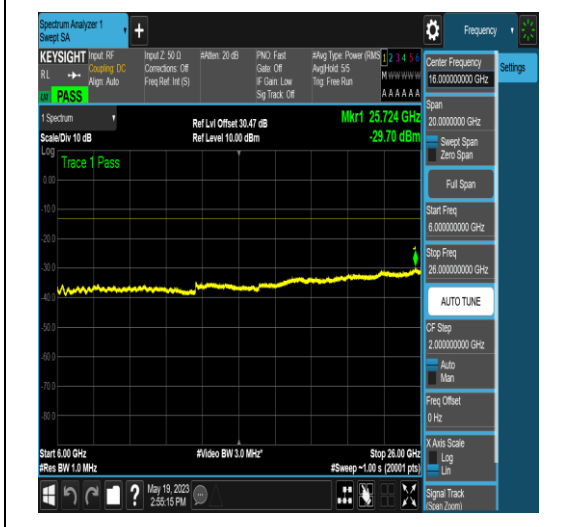 Spectrum Analyzer 1
Swept SA
+
Frequency
KEYSIGHT
RL
Input: RF
Coupling: DC
Align: Auto
Input Z: 50 Ω
Corrections: Off
Freq Ref: Int (S)
#Atten: 20 dB
PNO: Fast
Gate: Off
IF Gain: Low
Sig Track: Off
#Avg Type: Power (RMS
Avg|Hold: 5/5
Trig: Free Run
1 2 3 4 5 6
M W W W W W
A A A A A A
PASS
1 Spectrum
Scale/Div 10 dB
Ref Lvl Offset 30.47 dB
Ref Level 10.00 dBm
Mkr1 25.724 GHz
-29.70 dBm
Log
Trace 1 Pass
0.00
-10.0
-20.0
-30.0
-40.0
-50.0
-60.0
-70.0
-80.0
1
Start 6.00 GHz
#Res BW 1.0 MHz
#Video BW 3.0 MHz*
Stop 26.00 GHz
#Sweep ~1.00 s (20001 pts)
?
May 19, 2023
2:55:15 PM
Center Frequency
16.000000000 GHz
Settings
Span
20.0000000 GHz
Swept Span
Zero Span
Full Span
Start Freq
6.000000000 GHz
Stop Freq
26.000000000 GHz
AUTO TUNE
CF Step
2.000000000 GHz
Auto
Man
Freq Offset
0 Hz
X Axis Scale
Log
Lin
Signal Track
(Span Zoom)